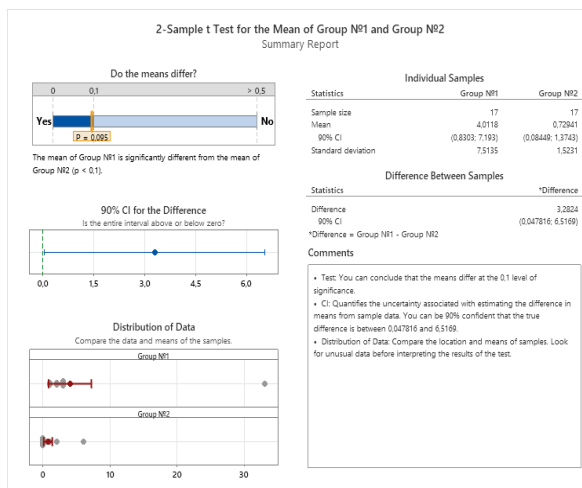 2-Sample t Test for the Mean of Group №1 and Group №2
Summary Report
Do the means differ?
0 0,1 > 0,5
Yes No
P = 0,095
The mean of Group №1 is significantly different from the mean of
Group №2 (p < 0,1).
90% CI for the Difference
Is the entire interval above or below zero?
0,0 1,5 3,0 4,5 6,0
Distribution of Data
Compare the data and means of the samples.
Group №1
Group №2
0 10 20 30
Individual Samples
Statistics Group №1 Group №2
Sample size 17 17
Mean 4,0118 0,72941
90% CI (0,8303; 7,193) (0,08449; 1,3743)
Standard deviation 7,5135 1,5231
Difference Between Samples
Statistics *Difference
Difference 3,2824
90% CI (0,047816; 6,5169)
*Difference = Group №1 - Group №2
Comments
• Test: You can conclude that the means differ at the 0,1 level of
significance.
• CI: Quantifies the uncertainty associated with estimating the difference in
means from sample data. You can be 90% confident that the true
difference is between 0,047816 and 6,5169.
• Distribution of Data: Compare the location and means of samples. Look
for unusual data before interpreting the results of the test.